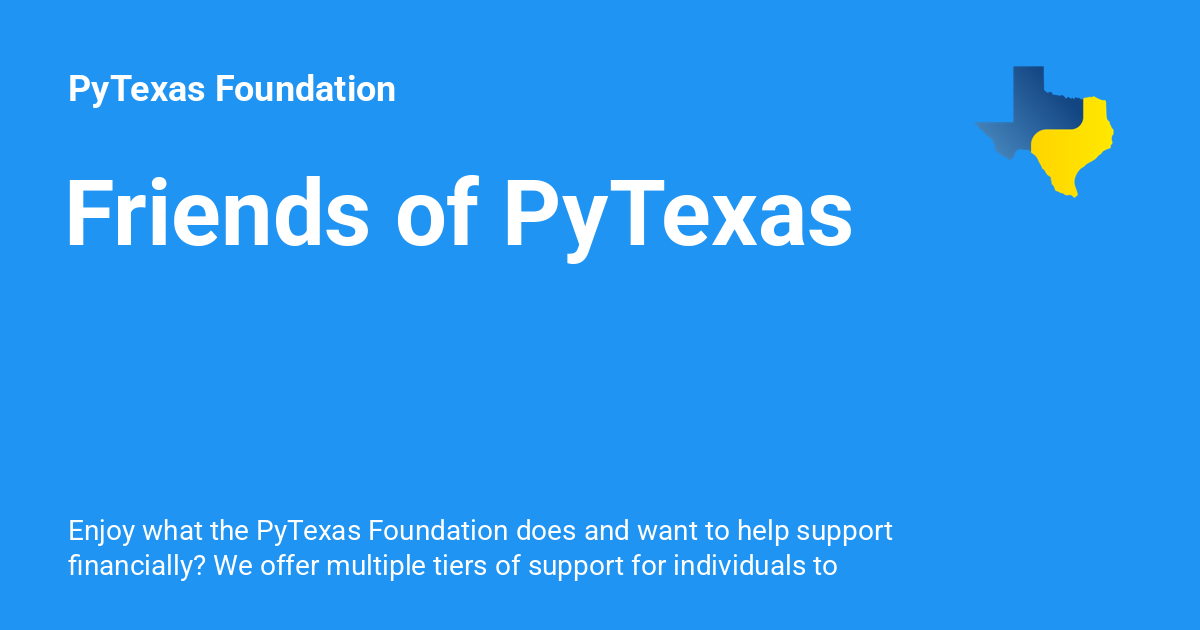 PyTexas Foundation
Friends of PyTexas
Enjoy what the PyTexas Foundation does and want to help support
financially? We offer multiple tiers of support for individuals to